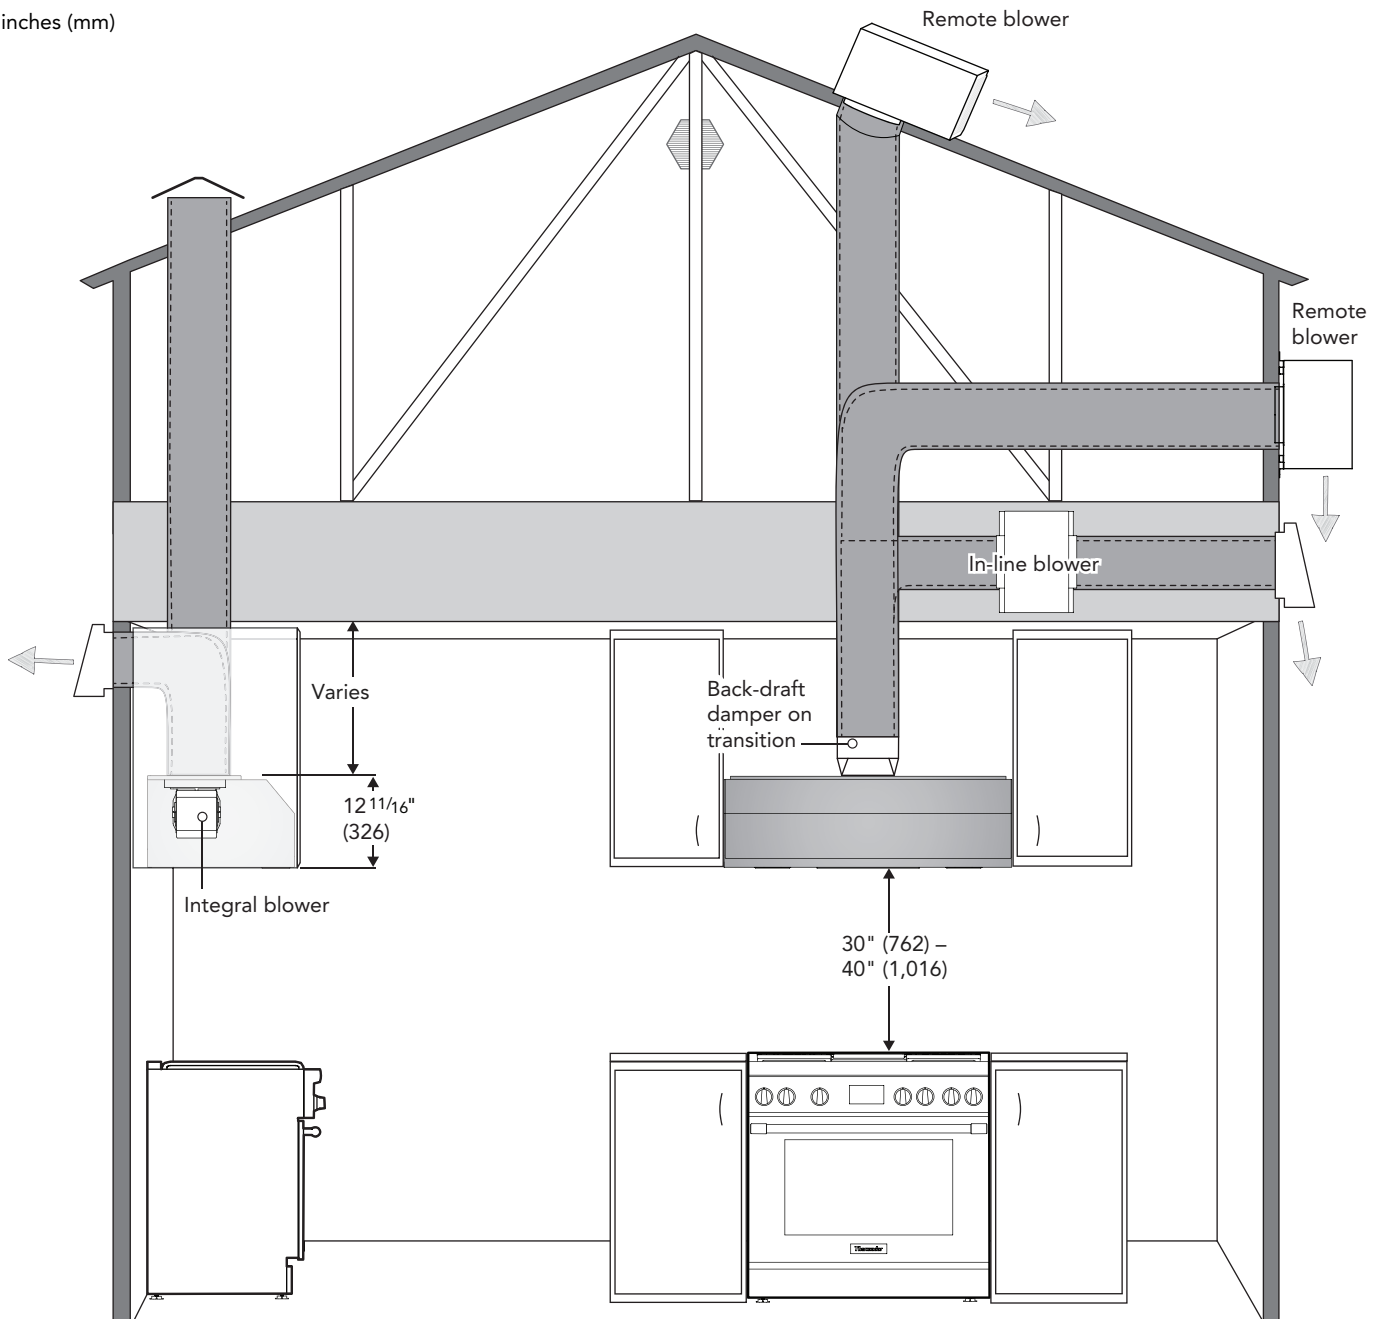 inches (mm)
Remote blower
Remote
blower
In-line blower
Varies
Back-draft
damper on
transition
12 11/16"
(326)
Integral blower
30" (762) –
40" (1,016)
Thermador